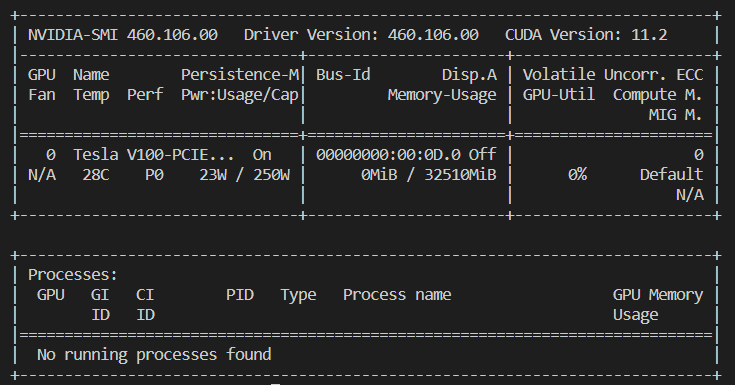 +-----------------------------------------------------------------------------+
| NVIDIA-SMI 460.106.00   Driver Version: 460.106.00   CUDA Version: 11.2     |
|-------------------------------+----------------------+----------------------+
| GPU  Name        Persistence-M| Bus-Id        Disp.A | Volatile Uncorr. ECC |
| Fan  Temp  Perf  Pwr:Usage/Cap|         Memory-Usage | GPU-Util  Compute M. |
|                               |                      |               MIG M. |
|===============================+======================+======================|
|   0  Tesla V100-PCIE...  On   | 00000000:00:0D.0 Off |                    0 |
| N/A   28C    P0    23W / 250W |      0MiB / 32510MiB |      0%      Default |
|                               |                      |                  N/A |
+-------------------------------+----------------------+----------------------+

+-----------------------------------------------------------------------------+
| Processes:                                                                  |
|  GPU   GI   CI        PID   Type   Process name                  GPU Memory |
|        ID   ID                                                   Usage      |
|=============================================================================|
|  No running processes found                                                 |
+-----------------------------------------------------------------------------+